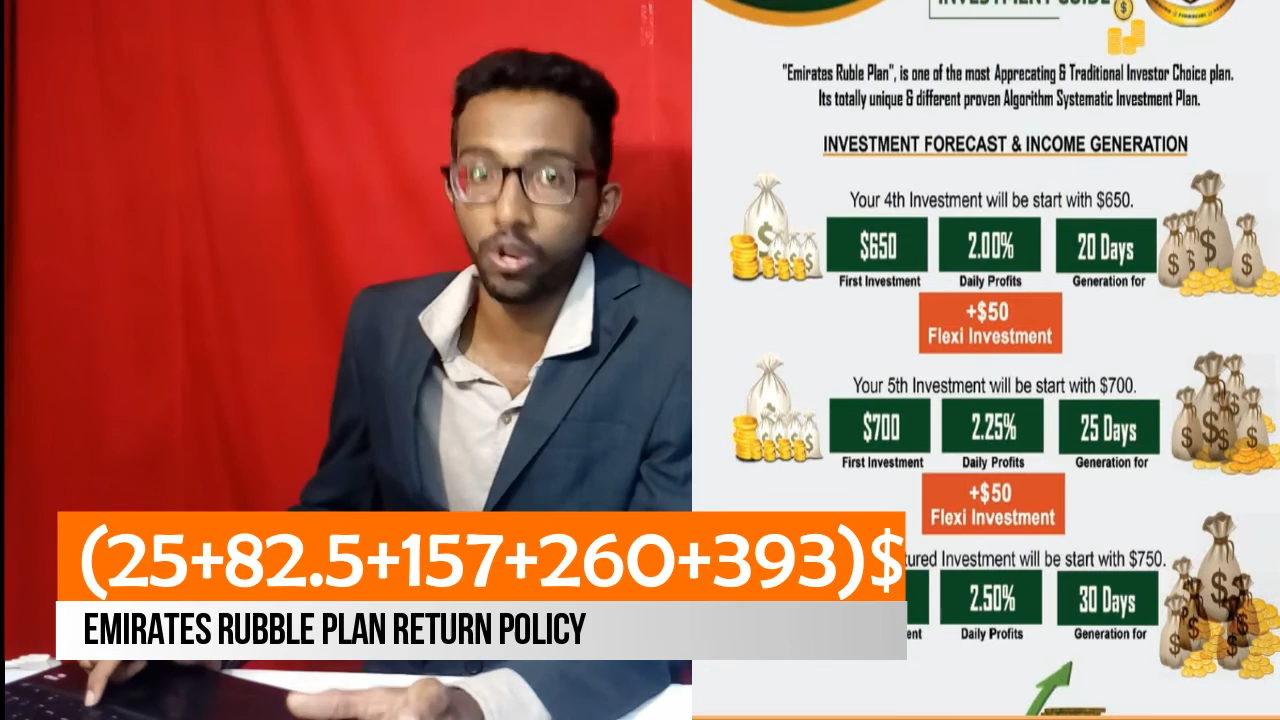 INVESTMENT GUIDE
"Emirates Ruble Plan", is one of the most Apprecating & Traditional Investor Choice plan.
Its totally unique & different proven Algorithm Systematic Investment Plan.
INVESTMENT FORECAST & INCOME GENERATION
Your 4th Investment will be start with $650.
$650 2.00% 20 Days
First Investment Daily Profits Generation for
+$50
Flexi Investment
Your 5th Investment will be start with $700.
$700 2.25% 25 Days
First Investment Daily Profits Generation for
+$50
Flexi Investment
tured Investment will be start with $750.
2.50% 30 Days
ent Daily Profits Generation for
(25+82.5+157+260+393)$
EMIRATES RUBBLE PLAN RETURN POLICY